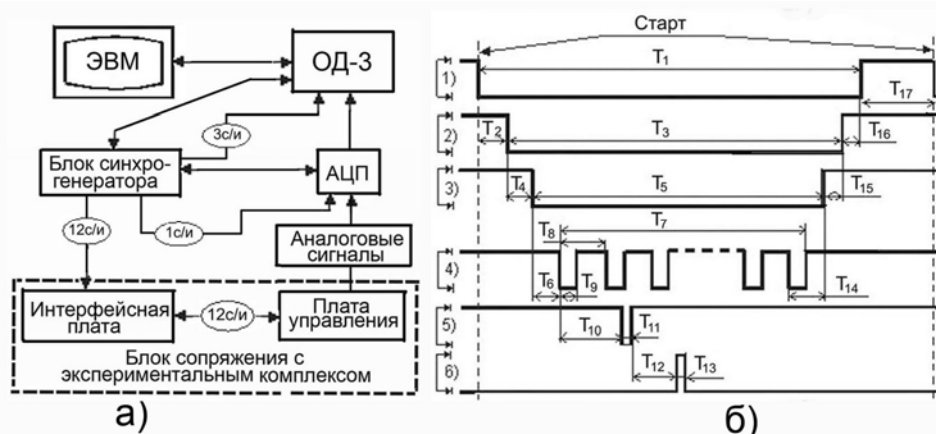 ЭВМ
ОД-3
3с/и
Блок синхро-
генератора
АЦП
12с/и
1с/и
Аналоговые
сигналы
Интерфейсная
плата
12с/и
Плата
управления
Блок сопряжения с
экспериментальным комплексом
а)
Старт
1)
T1
T17
2)
T2
T3
T16
3)
T4
T5
T15
T7
T8
4)
T6
T9
T14
5)
T10
T11
6)
T12
T13
б)